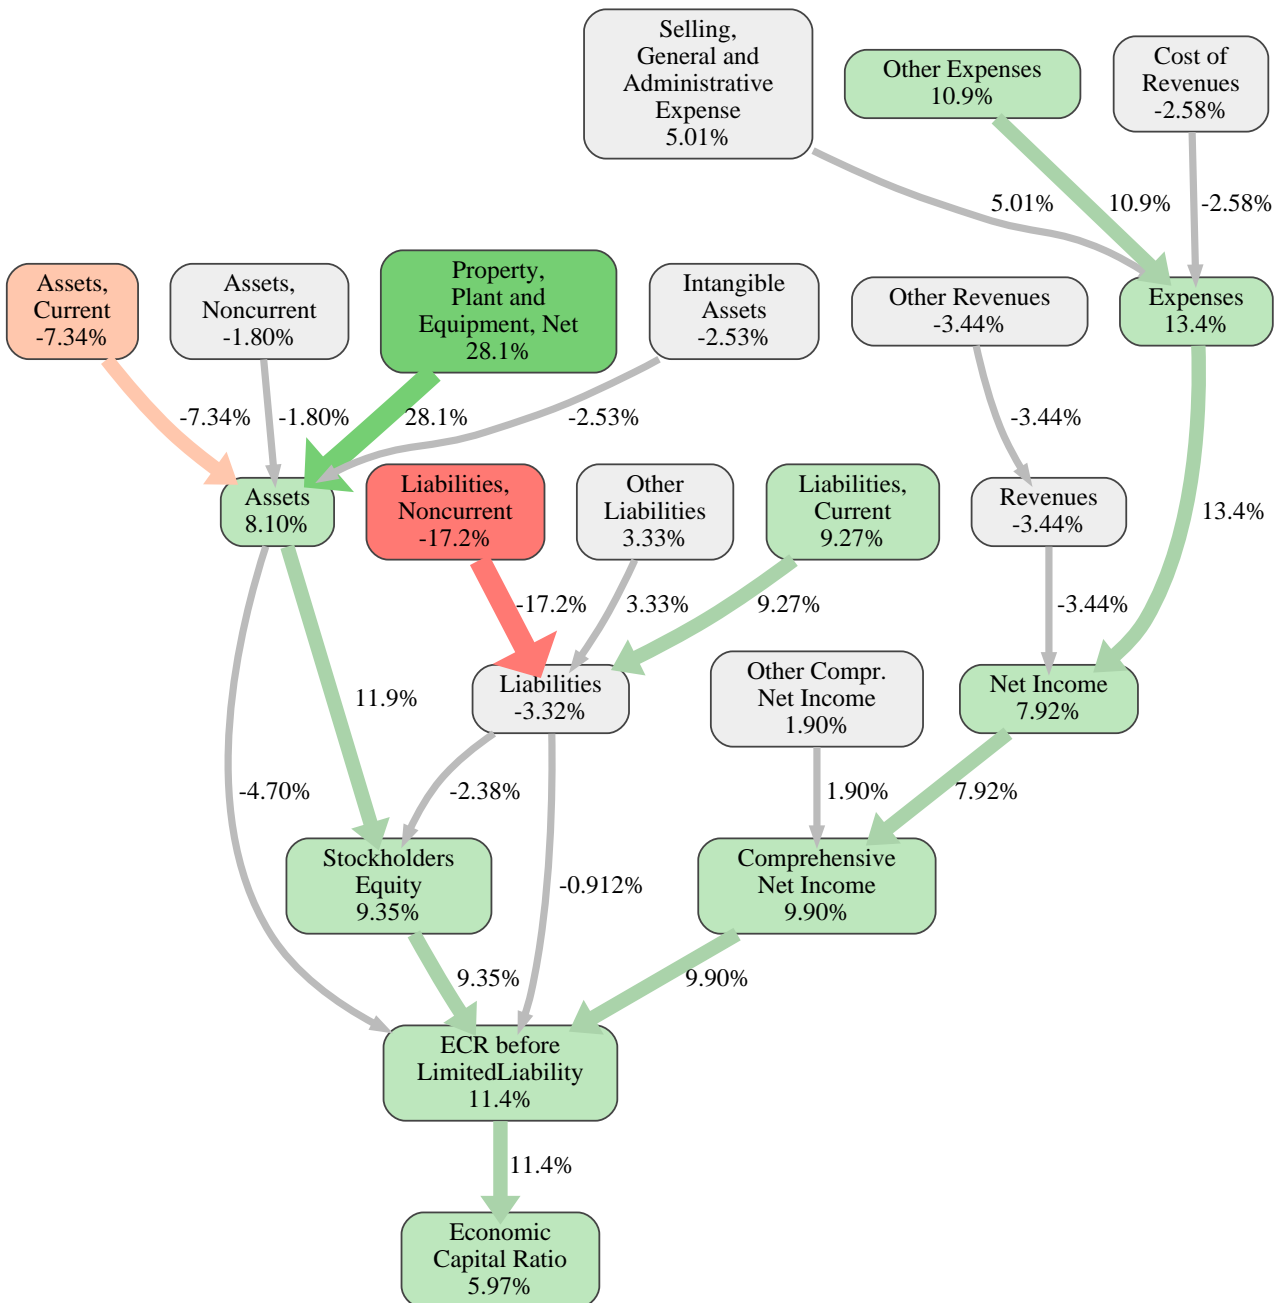 Selling,
General and
Administrative
Expense
5.01%
Other Expenses
10.9%
Cost of
Revenues
-2.58%
5.01%
10.9%
-2.58%
Assets,
Current
-7.34%
Assets,
Noncurrent
-1.80%
Property,
Plant and
Equipment, Net
28.1%
Intangible
Assets
-2.53%
Other Revenues
-3.44%
Expenses
13.4%
-7.34%
-1.80%
28.1%
-2.53%
-3.44%
13.4%
Assets
8.10%
Liabilities,
Noncurrent
-17.2%
Other
Liabilities
3.33%
Liabilities,
Current
9.27%
Revenues
-3.44%
-17.2%
3.33%
9.27%
-3.44%
11.9%
Liabilities
-3.32%
Other Compr.
Net Income
1.90%
Net Income
7.92%
-4.70%
-2.38%
1.90%
7.92%
Stockholders
Equity
9.35%
-0.912%
Comprehensive
Net Income
9.90%
9.35%
9.90%
ECR before
LimitedLiability
11.4%
11.4%
Economic
Capital Ratio
5.97%